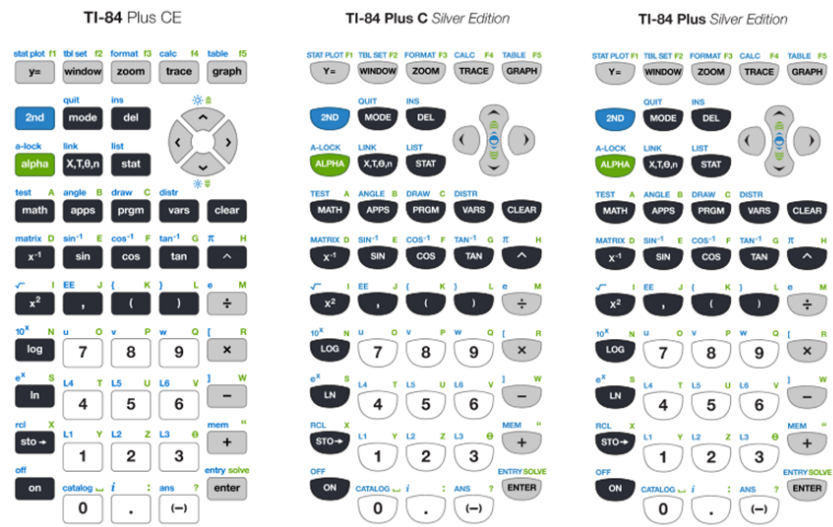 TI-84 Plus CE
stat plot f1 tbl set f2 format f3 calc f4 table f5
y= window zoom trace graph
quit ins
2nd mode del
a-lock link list
alpha X,T,θ,n stat
test A angle B draw C distr
math apps prgm vars clear
matrix D sin⁻¹ E cos⁻¹ F tan⁻¹ G π H
x⁻¹ sin cos tan ^
√ I EE J { K } L e M
x² , ( ) ÷
10ˣ N u O v P w Q [ R
log 7 8 9 ×
eˣ S L4 T L5 U L6 V ] W
ln 4 5 6 −
rcl X L1 Y L2 Z L3 θ mem "
sto→ 1 2 3 +
off catalog ⎵ i : ans ? entry solve
on 0 . (−) enter
TI-84 Plus C Silver Edition
STAT PLOT F1 TBL SET F2 FORMAT F3 CALC F4 TABLE F5
Y= WINDOW ZOOM TRACE GRAPH
QUIT INS
2ND MODE DEL
A-LOCK LINK LIST
ALPHA X,T,θ,n STAT
TEST A ANGLE B DRAW C DISTR
MATH APPS PRGM VARS CLEAR
MATRIX D SIN⁻¹ E COS⁻¹ F TAN⁻¹ G π H
X⁻¹ SIN COS TAN ^
√ I EE J { K } L e M
X² , ( ) ÷
10ˣ N u O v P w Q [ R
LOG 7 8 9 ×
eˣ S L4 T L5 U L6 V ] W
LN 4 5 6 −
RCL X L1 Y L2 Z L3 θ MEM "
STO→ 1 2 3 +
OFF CATALOG ⎵ i : ANS ? ENTRY SOLVE
ON 0 . (−) ENTER
TI-84 Plus Silver Edition
STAT PLOT F1 TBL SET F2 FORMAT F3 CALC F4 TABLE F5
Y= WINDOW ZOOM TRACE GRAPH
QUIT INS
2ND MODE DEL
A-LOCK LINK LIST
ALPHA X,T,θ,n STAT
TEST A ANGLE B DRAW C DISTR
MATH APPS PRGM VARS CLEAR
MATRIX D SIN⁻¹ E COS⁻¹ F TAN⁻¹ G π H
X⁻¹ SIN COS TAN ^
√ I EE J { K } L e M
X² , ( ) ÷
10ˣ N u O v P w Q [ R
LOG 7 8 9 ×
eˣ S L4 T L5 U L6 V ] W
LN 4 5 6 −
RCL X L1 Y L2 Z L3 θ MEM "
STO→ 1 2 3 +
OFF CATALOG ⎵ i : ANS ? ENTRY SOLVE
ON 0 . (−) ENTER